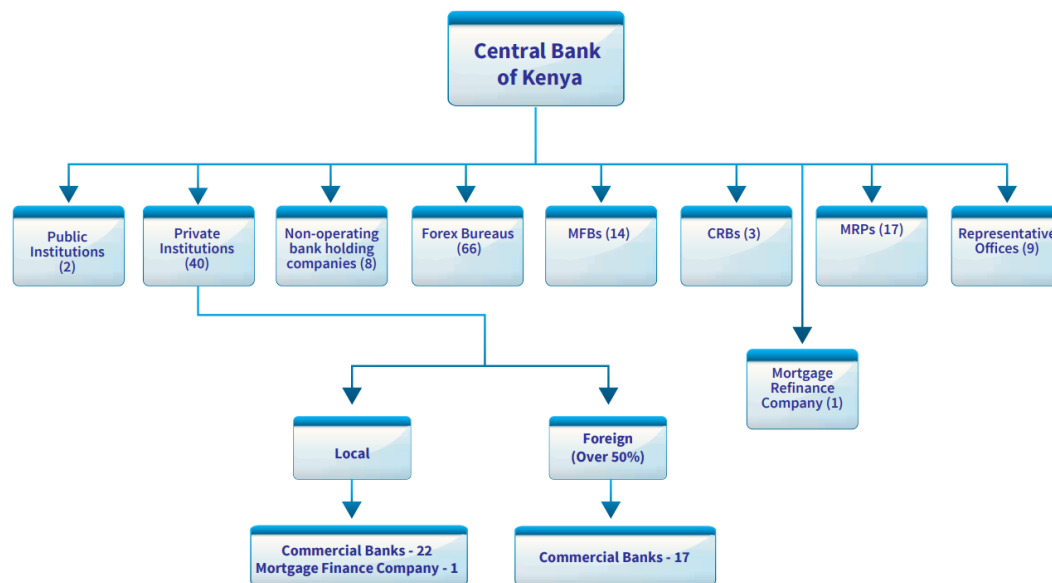 Central Bank
of Kenya
Public
Institutions
(2)
Private
Institutions
(40)
Non-operating
bank holding
companies (8)
Forex Bureaus
(66)
MFBs (14)
CRBs (3)
MRPs (17)
Representative
Offices (9)
Mortgage
Refinance
Company (1)
Local
Foreign
(Over 50%)
Commercial Banks - 22
Mortgage Finance Company - 1
Commercial Banks - 17